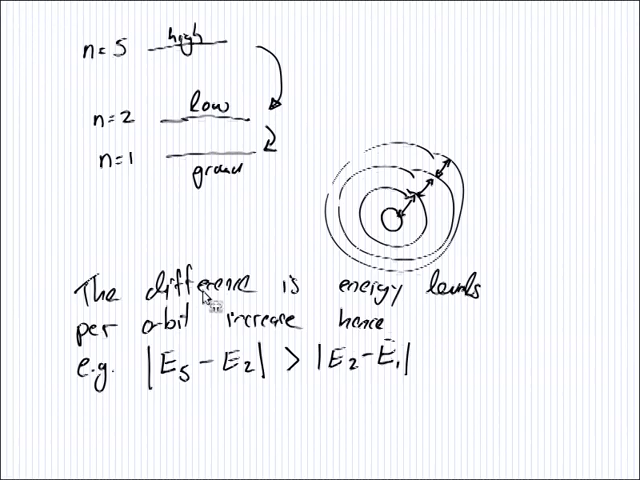 n=5 high
n=2 low
n=1
ground
The difference is energy levels
per orbit increase hence
e.g. |E₅ - E₂| > |E₂ - E₁|